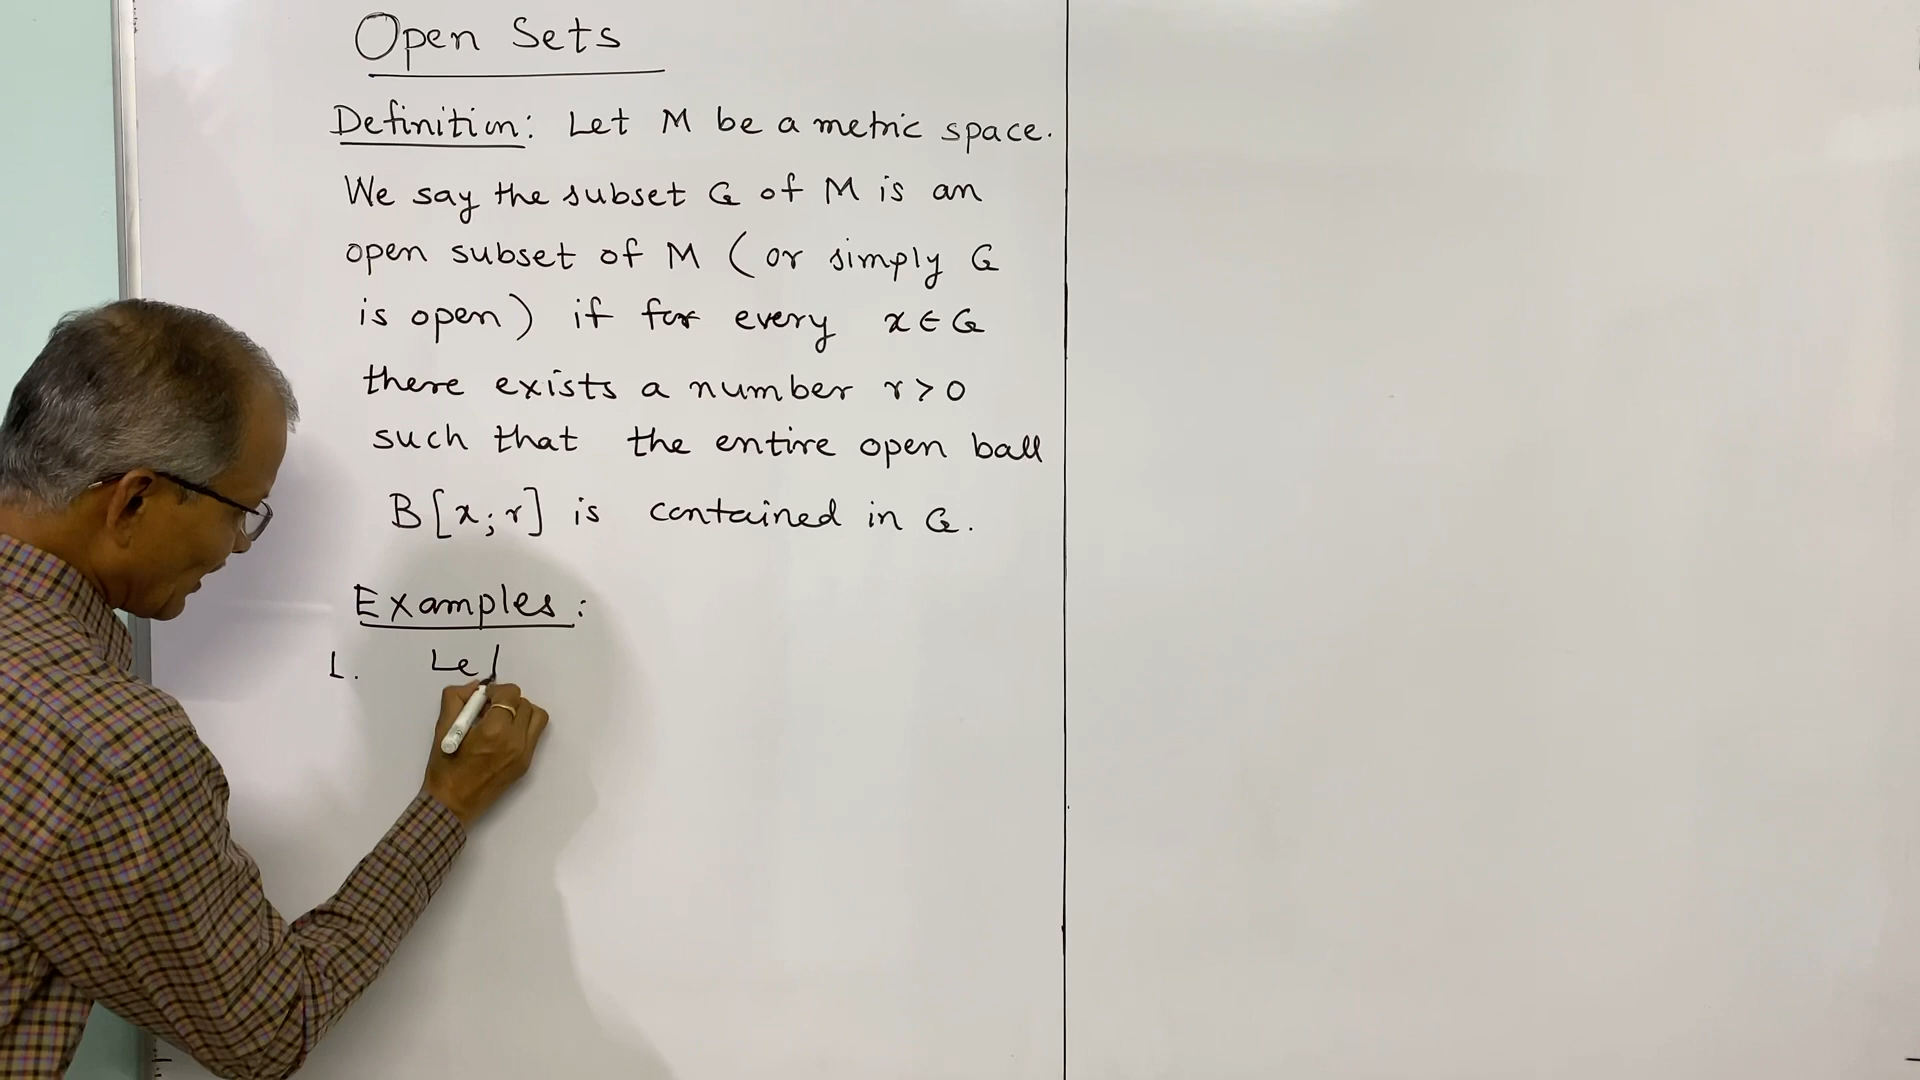 Open Sets
Definition: Let M be a metric space.
We say the subset G of M is an
open subset of M (or simply G
is open) if for every x ∈ G
there exists a number r > 0
such that the entire open ball
B[x; r] is contained in G.
Examples:
1. Let